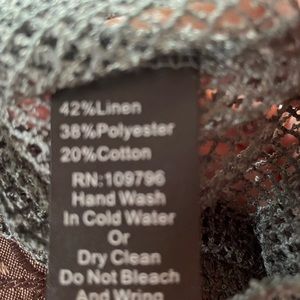 42%Linen
38%Polyester
20%Cotton
RN:109796
Hand Wash
In Cold Water
Or
Dry Clean
Do Not Bleach
And Wring